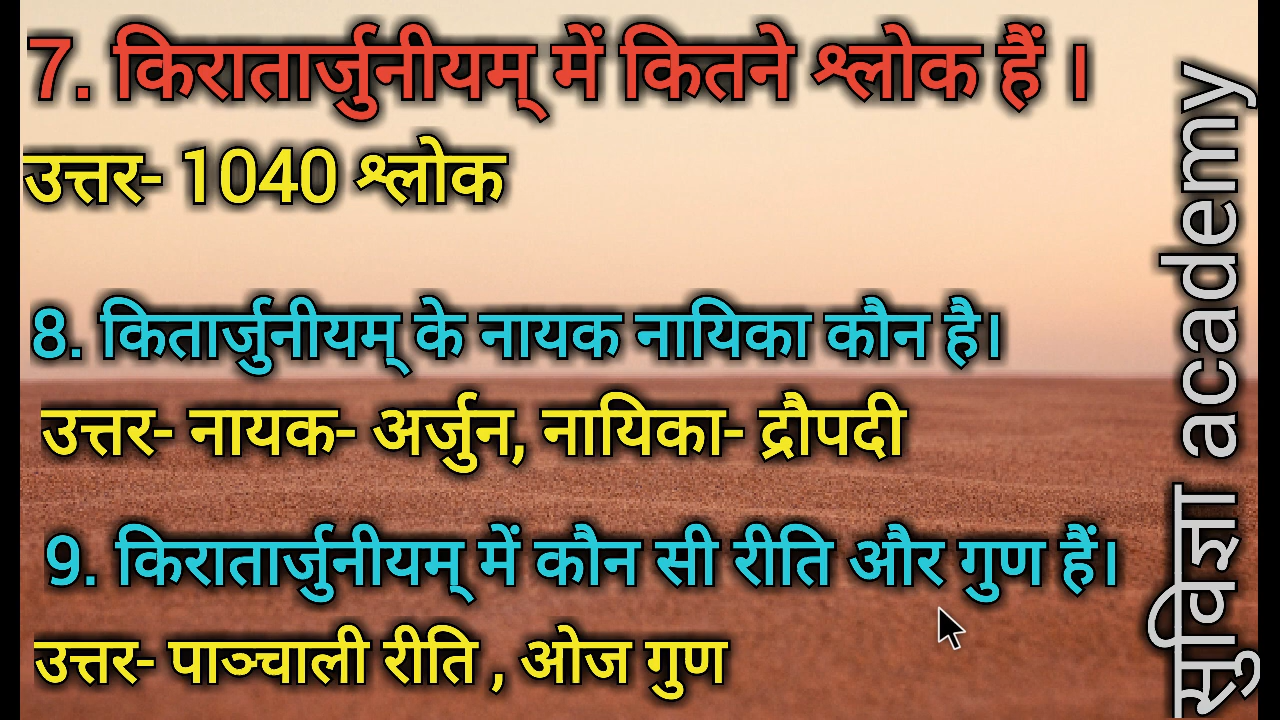 7. किरातार्जुनीयम् में कितने श्लोक हैं ।
उत्तर- 1040 श्लोक
8. कितार्जुनीयम् के नायक नायिका कौन है।
उत्तर- नायक- अर्जुन, नायिका- द्रौपदी
9. किरातार्जुनीयम् में कौन सी रीति और गुण हैं।
उत्तर- पाञ्चाली रीति , ओज गुण
सुविज्ञा academy